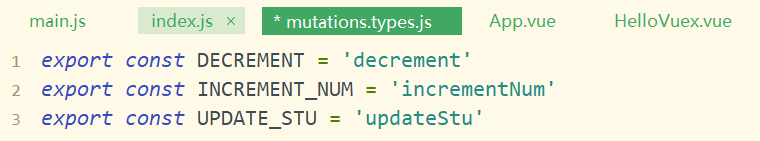 main.js index.js × * mutations.types.js App.vue HelloVuex.vue
1 export const DECREMENT = 'decrement'
2 export const INCREMENT_NUM = 'incrementNum'
3 export const UPDATE_STU = 'updateStu'